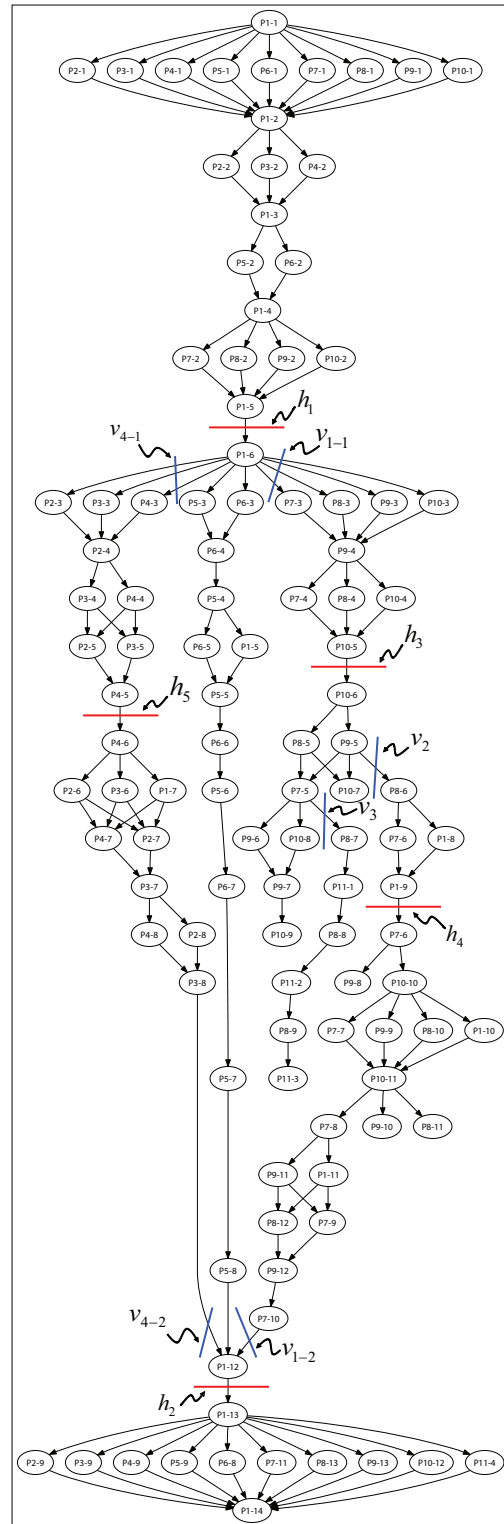 P1-1
P2-1 P3-1 P4-1 P5-1 P6-1 P7-1 P8-1 P9-1 P10-1
P1-2
P2-2 P3-2 P4-2
P1-3
P5-2 P6-2
P1-4
P7-2 P8-2 P9-2 P10-2
P1-5
h1
v4-1 v1-1
P1-6
P2-3 P3-3 P4-3 P5-3 P6-3 P7-3 P8-3 P9-3 P10-3
P2-4 P6-4 P9-4
P3-4 P4-4 P5-4 P7-4 P8-4 P10-4
P2-5 P3-5 P6-5 P1-5 P10-5
h3
P4-5 P5-5 P10-6
h5
P4-6 P6-6 P8-5 P9-5
v2
P2-6 P3-6 P1-7 P5-6 P7-5 P10-7 P8-6
v3
P4-7 P2-7 P9-6 P10-8 P8-7 P7-6 P1-8
P3-7 P6-7 P9-7 P11-1 P1-9
h4
P4-8 P2-8 P10-9 P8-8 P7-6
P3-8 P11-2 P9-8 P10-10
P8-9 P7-7 P9-9 P8-10 P1-10
P5-7 P11-3 P10-11
P7-8 P9-10 P8-11
P9-11 P1-11
P8-12 P7-9
P5-8 P9-12
P7-10
v4-2 v1-2
P1-12
h2
P1-13
P2-9 P3-9 P4-9 P5-9 P6-8 P7-11 P8-13 P9-13 P10-12 P11-4
P1-14